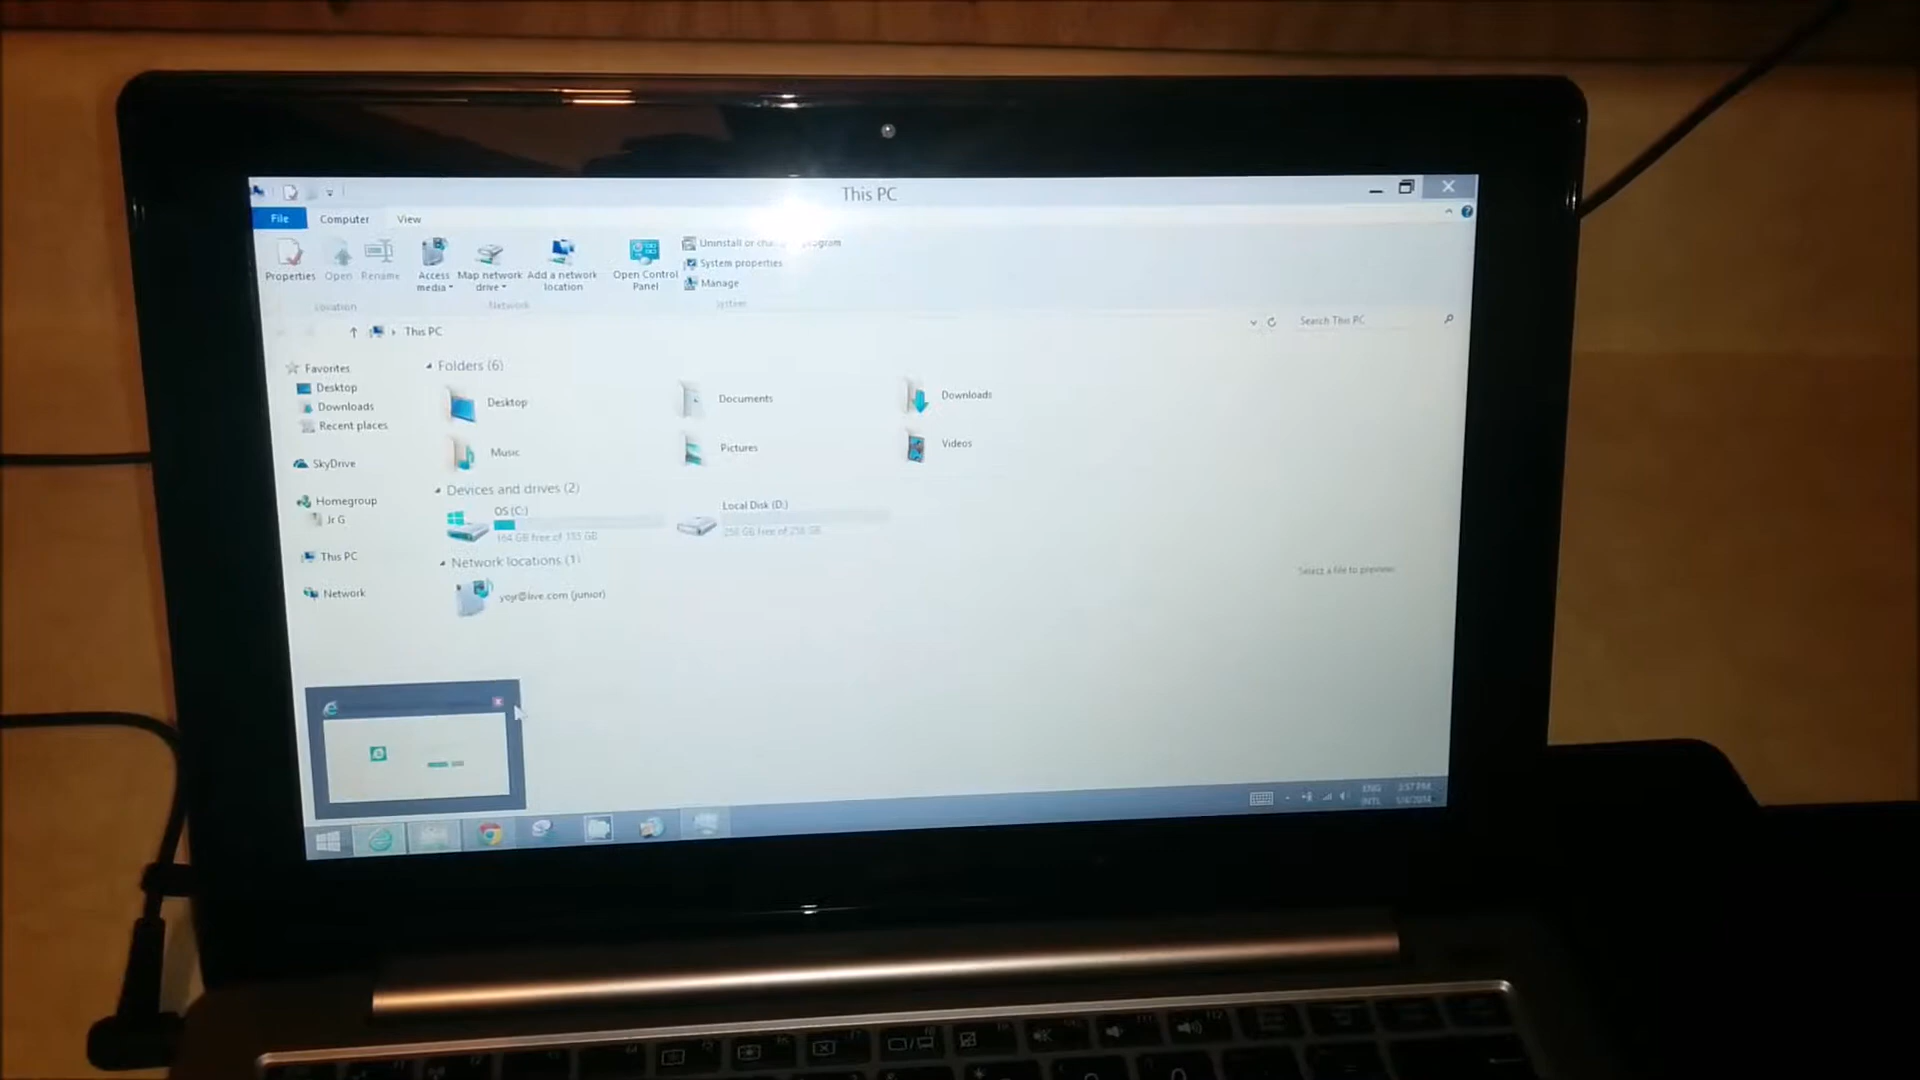 This PC
File Computer View
Properties Open Rename Access media Map network drive Add a network location Open Control Panel
Uninstall or program
System properties
Manage
Location Network System
This PC
Search This PC
Favorites
Desktop
Downloads
Recent places
SkyDrive
Homegroup
Jr G
This PC
Network
Folders (6)
Desktop Documents Downloads
Music Pictures Videos
Devices and drives (2)
OS (C:)
164 GB free of
Local Disk (D:)
258 GB free of 258 GB
Network locations (1)
yojr@live.com (junior)
Select a file to preview.
ENG
INTL
3:57 PM